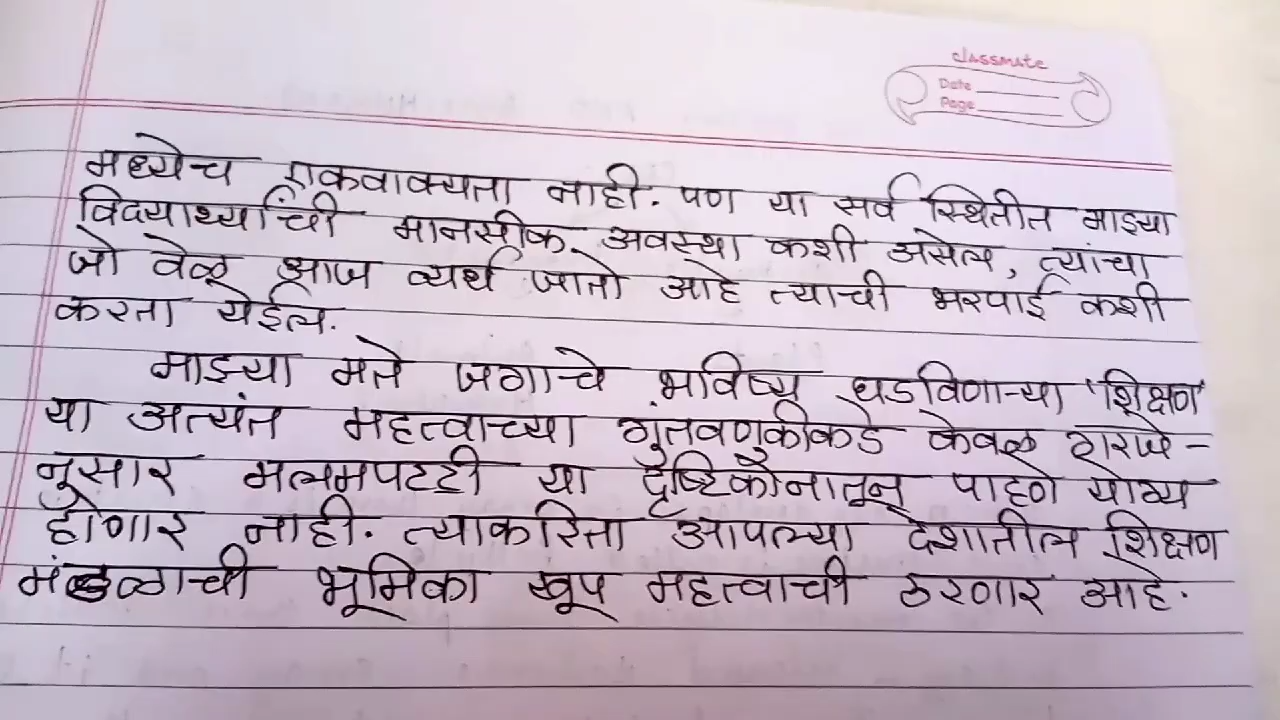 classmate
Date
Page
मध्येच एकवाक्यता नाही. पण या सर्व स्थितीत माझ्या
विद्यार्थ्यांची मानसीक अवस्था कशी असेल, त्यांचा
जो वेळ आज व्यर्थ जातो आहे त्याची भरपाई कशी
करता येईल.
माझ्या मते जगाचे भविष्य घडविणाऱ्या 'शिक्षण'
या अत्यंत महत्वाच्या गुंतवणुकीकडे केवळ गरजे-
नुसार मलमपट्टी या दृष्टिकोनातून पाहणे योग्य
होणार नाही. त्याकरिता आपल्या देशातील शिक्षण
मंडळाची भूमिका खूप महत्वाची ठरणार आहे.